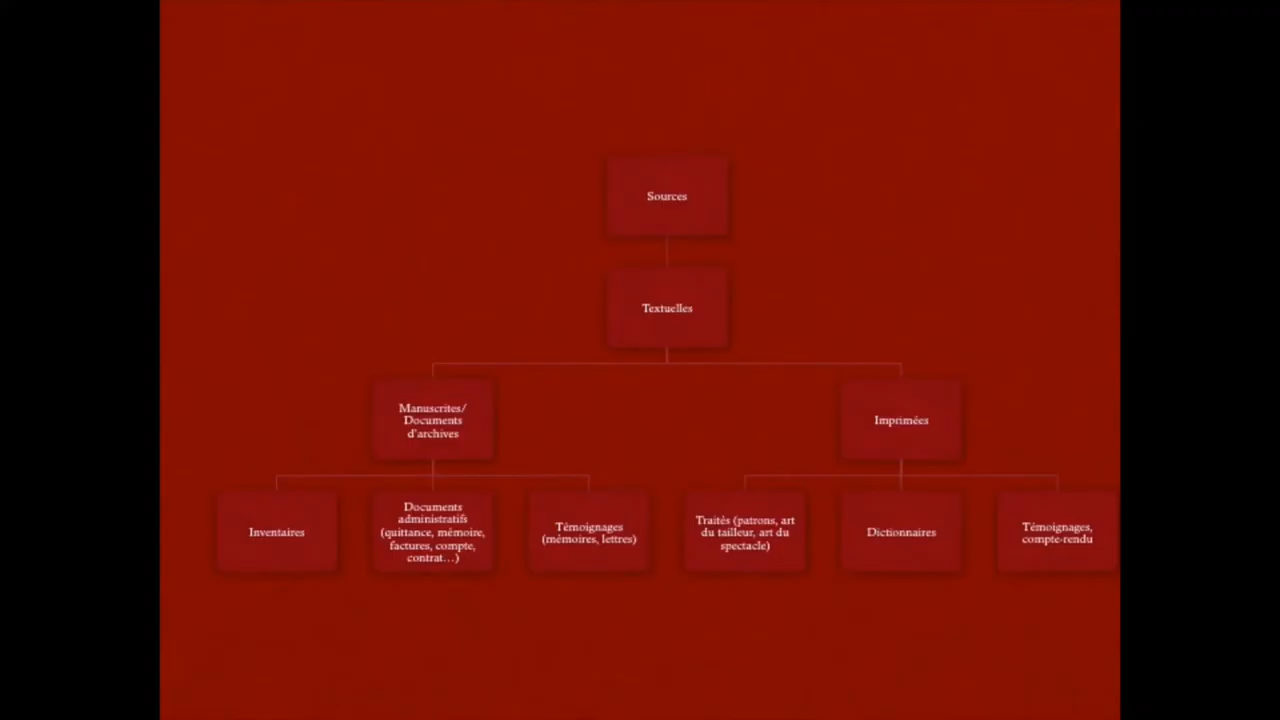 Sources
Textuelles
Manuscrites/
Documents
d'archives
Imprimées
Inventaires
Documents
administratifs
(quittance, mémoire,
factures, compte,
contrat…)
Témoignages
(mémoires, lettres)
Traités (patrons, art
du tailleur, art du
spectacle)
Dictionnaires
Témoignages,
compte-rendu